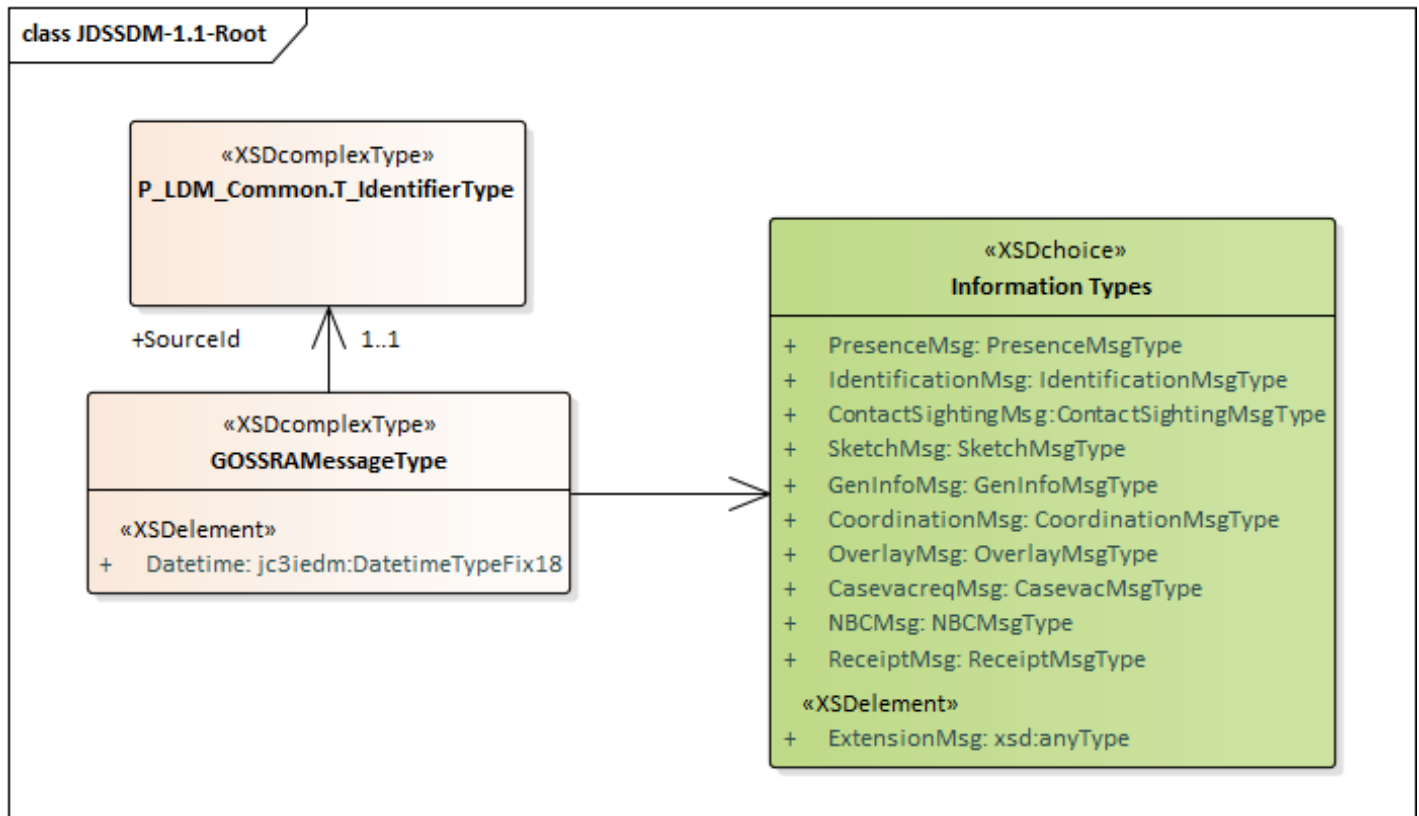 class JDSSDM-1.1-Root
«XSDcomplexType»
P_LDM_Common.T_IdentifierType
+SourceId 1..1
«XSDcomplexType»
GOSSRAMessageType
«XSDelement»
+ Datetime: jc3iedm:DatetimeTypeFix18
«XSDchoice»
Information Types
+ PresenceMsg: PresenceMsgType
+ IdentificationMsg: IdentificationMsgType
+ ContactSightingMsg:ContactSightingMsgType
+ SketchMsg: SketchMsgType
+ GenInfoMsg: GenInfoMsgType
+ CoordinationMsg: CoordinationMsgType
+ OverlayMsg: OverlayMsgType
+ CasevacreqMsg: CasevacMsgType
+ NBCMsg: NBCMsgType
+ ReceiptMsg: ReceiptMsgType
«XSDelement»
+ ExtensionMsg: xsd:anyType